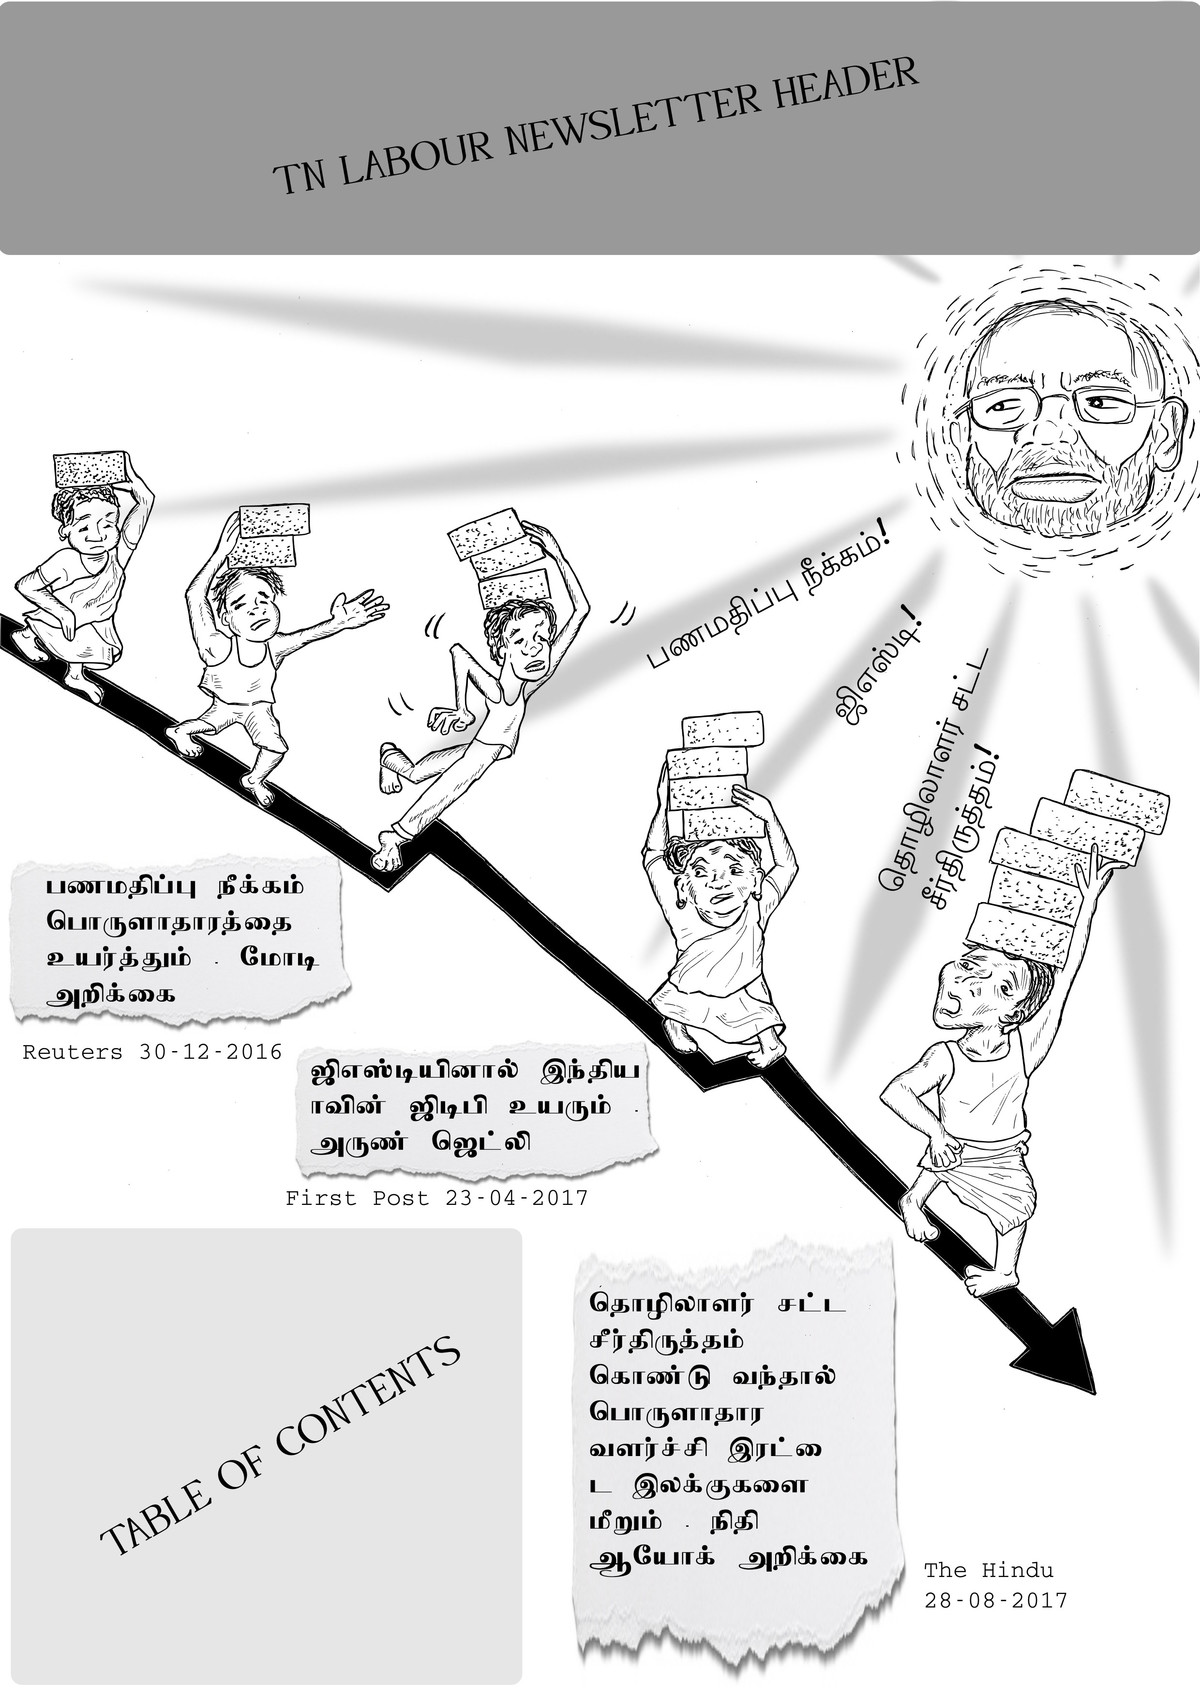 TN LABOUR NEWSLETTER HEADER
பணமதிப்பு நீக்கம்!
ஜிஎஸ்டி!
தொழிலாளர் சட்ட
சீர்திருத்தம்!
பணமதிப்பு நீக்கம்
பொருளாதாரத்தை
உயர்த்தும் - மோடி
அறிக்கை
Reuters 30-12-2016
ஜிஎஸ்டியினால் இந்திய
ாவின் ஜிடிபி உயரும் -
அருண் ஜெட்லி
First Post 23-04-2017
TABLE OF CONTENTS
தொழிலாளர் சட்ட
சீர்திருத்தம்
கொண்டு வந்தால்
பொருளாதார
வளர்ச்சி இரட்டை
ட இலக்குகளை
மீறும் - நிதி
ஆயோக் அறிக்கை
The Hindu
28-08-2017